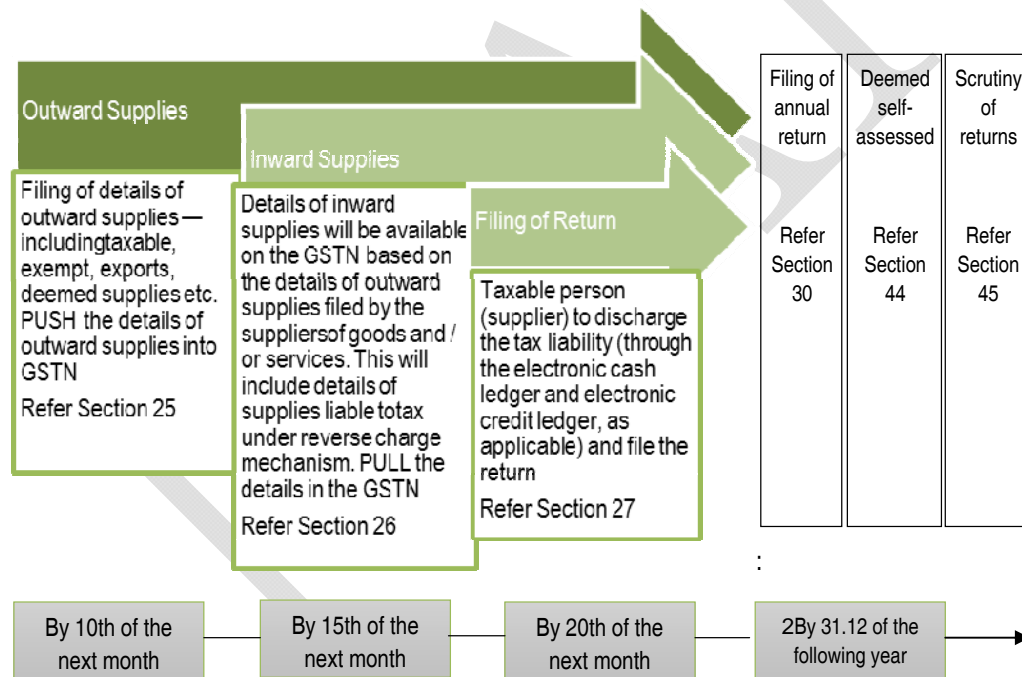 Outward Supplies
Filing of details of
outward supplies —
includingtaxable,
exempt, exports,
deemed supplies etc.
PUSH the details of
outward supplies into
GSTN
Refer Section 25
Inward Supplies
Details of inward
supplies will be available
on the GSTN based on
the details of outward
supplies filed by the
suppliersof goods and /
or services. This will
include details of
supplies liable totax
under reverse charge
mechanism. PULL the
details in the GSTN
Refer Section 26
Filing of Return
Taxable person
(supplier) to discharge
the tax liability (through
the electronic cash
ledger and electronic
credit ledger, as
applicable) and file the
return
Refer Section 27
Filing of
annual
return
Refer
Section
30
Deemed
self-
assessed
Refer
Section
44
Scrutiny
of
returns
Refer
Section
45
:
By 10th of the
next month
By 15th of the
next month
By 20th of the
next month
2By 31.12 of the
following year